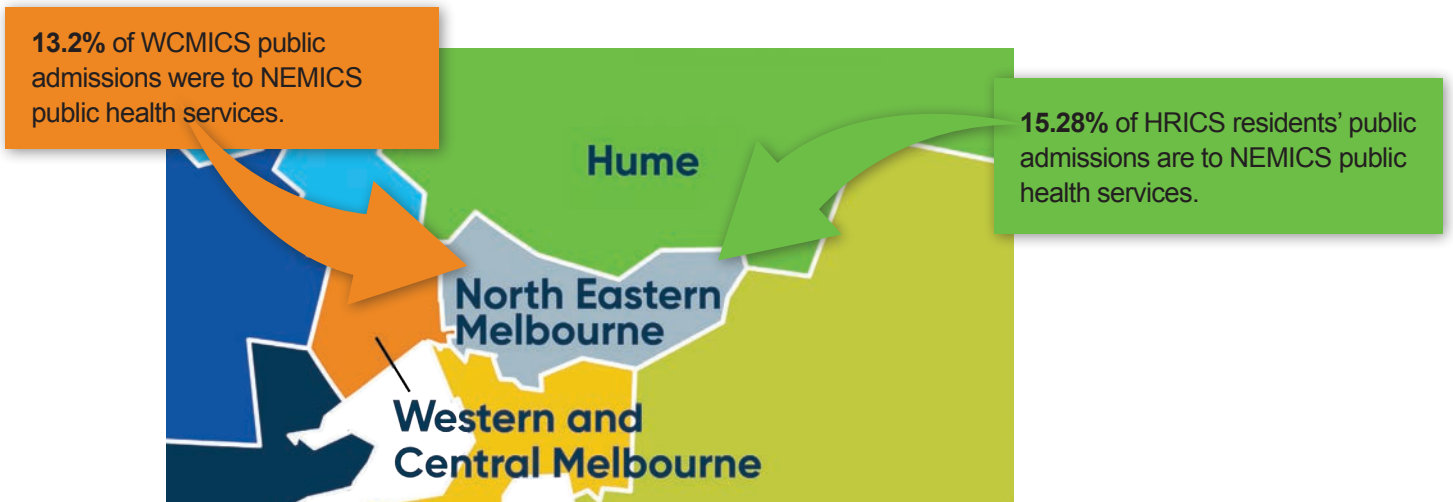 13.2% of WCMICS public
admissions were to NEMICS
public health services.
15.28% of HRICS residents’ public
admissions are to NEMICS public
health services.
Hume
North Eastern
Melbourne
Western and
Central Melbourne